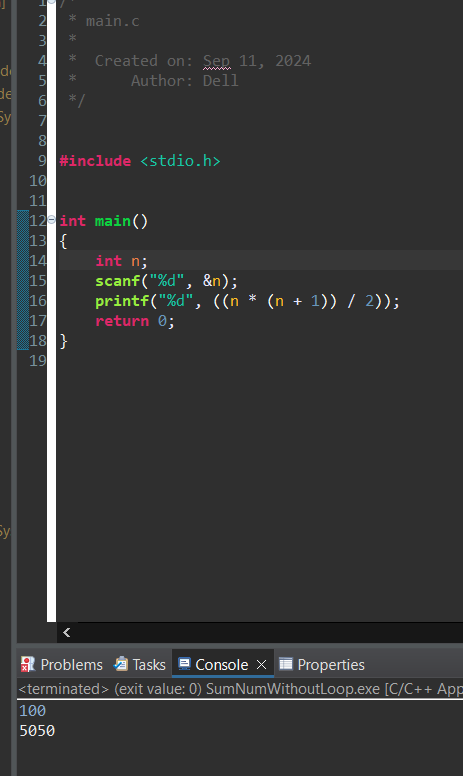 1 /*
2 * main.c
3 *
4 * Created on: Sep 11, 2024
5 * Author: Dell
6 */
7
8
9 #include <stdio.h>
10
11
12 int main()
13 {
14 int n;
15 scanf("%d", &n);
16 printf("%d", ((n * (n + 1)) / 2));
17 return 0;
18 }
19
Problems Tasks Console Properties
<terminated> (exit value: 0) SumNumWithoutLoop.exe [C/C++ App
100
5050